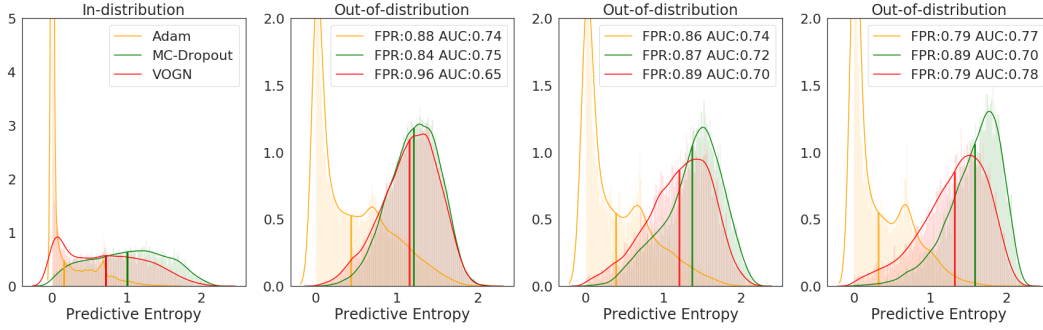 In-distribution
5
4
3
2
1
0
0
1
2
Adam
MC-Dropout
VOGN
Predictive Entropy
Out-of-distribution
2.0
1.5
1.0
0.5
0.0
0
1
2
FPR:0.88 AUC:0.74
FPR:0.84 AUC:0.75
FPR:0.96 AUC:0.65
Predictive Entropy
Out-of-distribution
2.0
1.5
1.0
0.5
0.0
0
1
2
FPR:0.86 AUC:0.74
FPR:0.87 AUC:0.72
FPR:0.89 AUC:0.70
Predictive Entropy
Out-of-distribution
2.0
1.5
1.0
0.5
0.0
0
1
2
FPR:0.79 AUC:0.77
FPR:0.89 AUC:0.70
FPR:0.79 AUC:0.78
Predictive Entropy